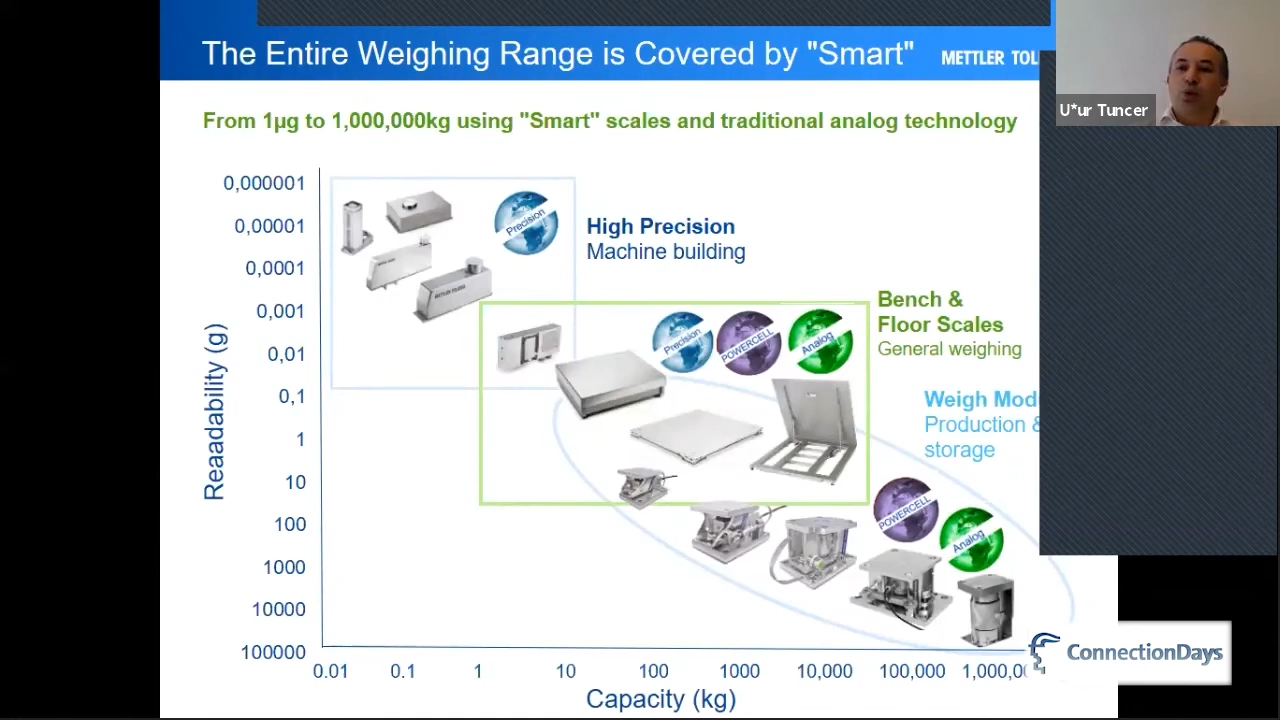 The Entire Weighing Range is Covered by "Smart"
METTLER TOL
U*ur Tuncer
From 1µg to 1,000,000kg using "Smart" scales and traditional analog technology
0,000001
0,00001
0,0001
0,001
0,01
0,1
1
10
100
1000
10000
100000
Reaadability (g)
Precision
High Precision
Machine building
Precision
POWERCELL
Analog
Bench &
Floor Scales
General weighing
Weigh Mod
Production &
storage
POWERCELL
Analog
0.01 0.1 1 10 100 1000 10,000 100,000 1,000,0
Capacity (kg)
ConnectionDays